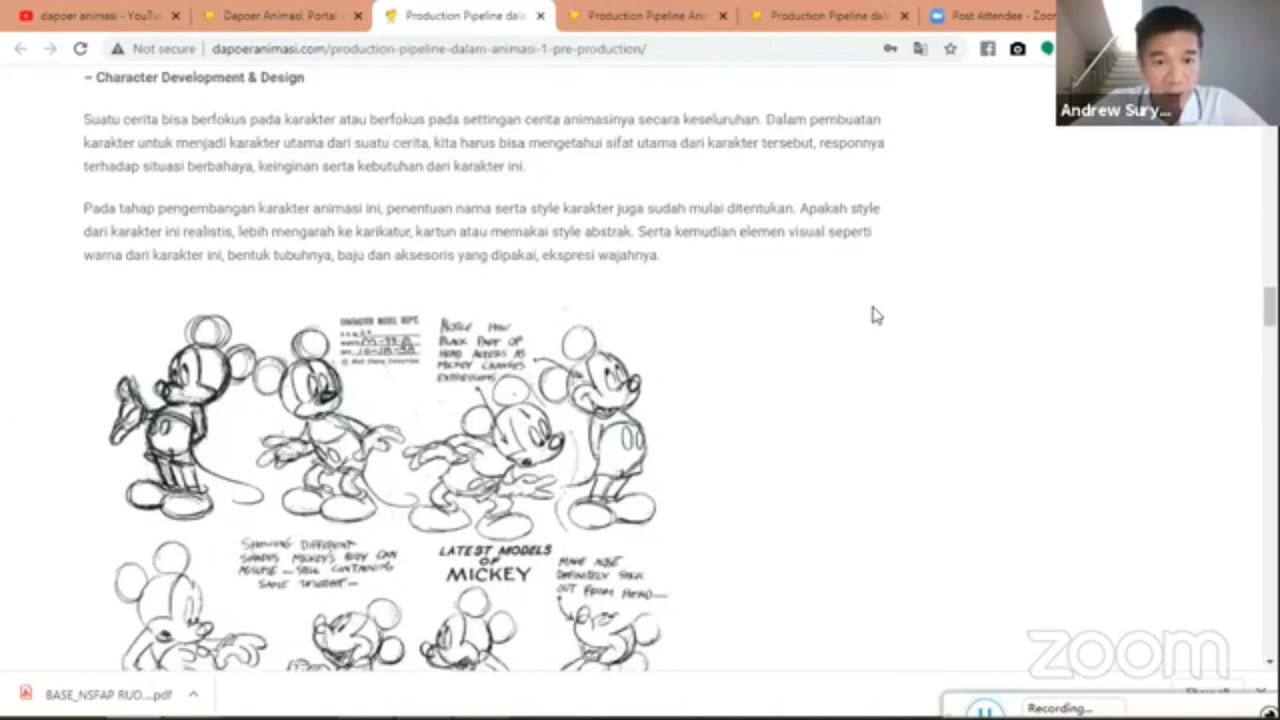 dapoer animasi - YouTu
Dapoer Animasi, Portal
Production Pipeline dal
Production Pipeline Ani
Production Pipeline dal
Post Attendee - Zoom
Not secure | dapoeranimasi.com/production-pipeline-dalam-animasi-1-pre-production/
Andrew Sury...
– Character Development & Design
Suatu cerita bisa berfokus pada karakter atau berfokus pada settingan cerita animasinya secara keseluruhan. Dalam pembuatan
karakter untuk menjadi karakter utama dari suatu cerita, kita harus bisa mengetahui sifat utama dari karakter tersebut, responnya
terhadap situasi berbahaya, keinginan serta kebutuhan dari karakter ini.
Pada tahap pengembangan karakter animasi ini, penentuan nama serta style karakter juga sudah mulai ditentukan. Apakah style
dari karakter ini realistis, lebih mengarah ke karikatur, kartun atau memakai style abstrak. Serta kemudian elemen visual seperti
warna dari karakter ini, bentuk tubuhnya, baju dan aksesoris yang dipakai, ekspresi wajahnya.
CHARACTER MODEL DEPT.
NOTICE HOW
BLACK PART OF
HEAD ALTERS AS
MICKEY CHANGES
EXPRESSIONS
SHOWING DIFFERENT
SHAPES MICKEY'S BODY CAN
ASSUME – STILL CONTAINING
SAME
LATEST MODELS
OF
MICKEY
MAKE NOSE
DEFINITELY STICK
OUT FROM HEAD—
zoom
BASE_NSFAP RUD....pdf
Show all
Recording...